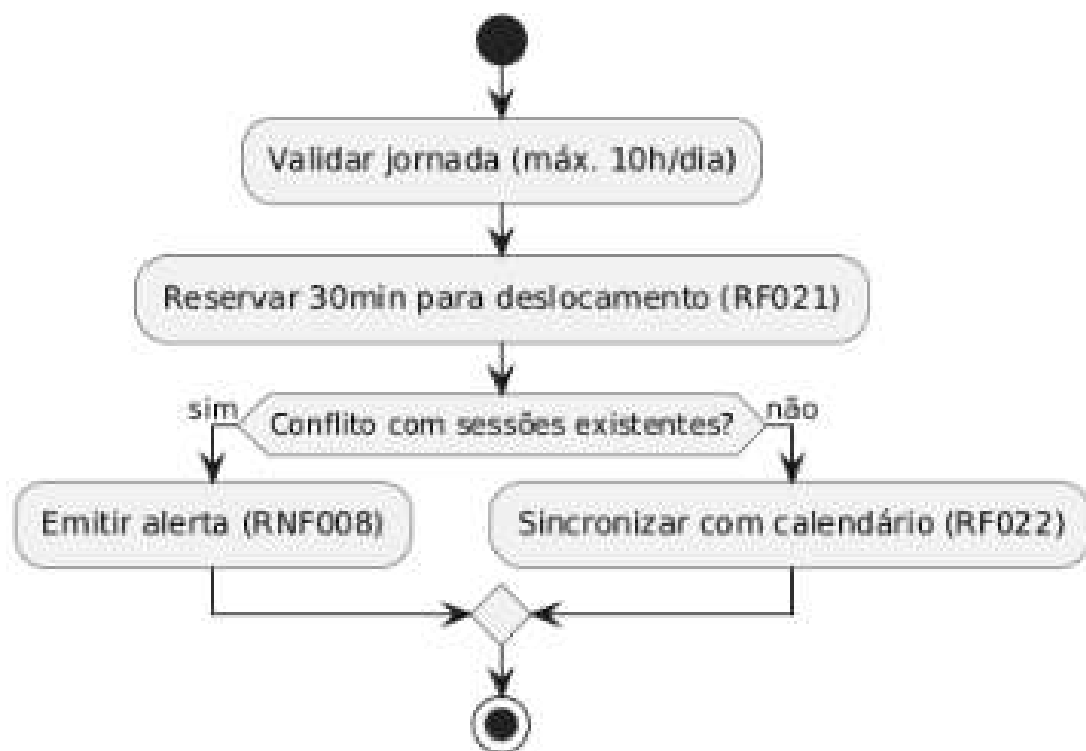 Validar jornada (máx. 10h/dia)
Reservar 30min para deslocamento (RF021)
sim
Conflito com sessões existentes?
não
Emitir alerta (RNF008)
Sincronizar com calendário (RF022)